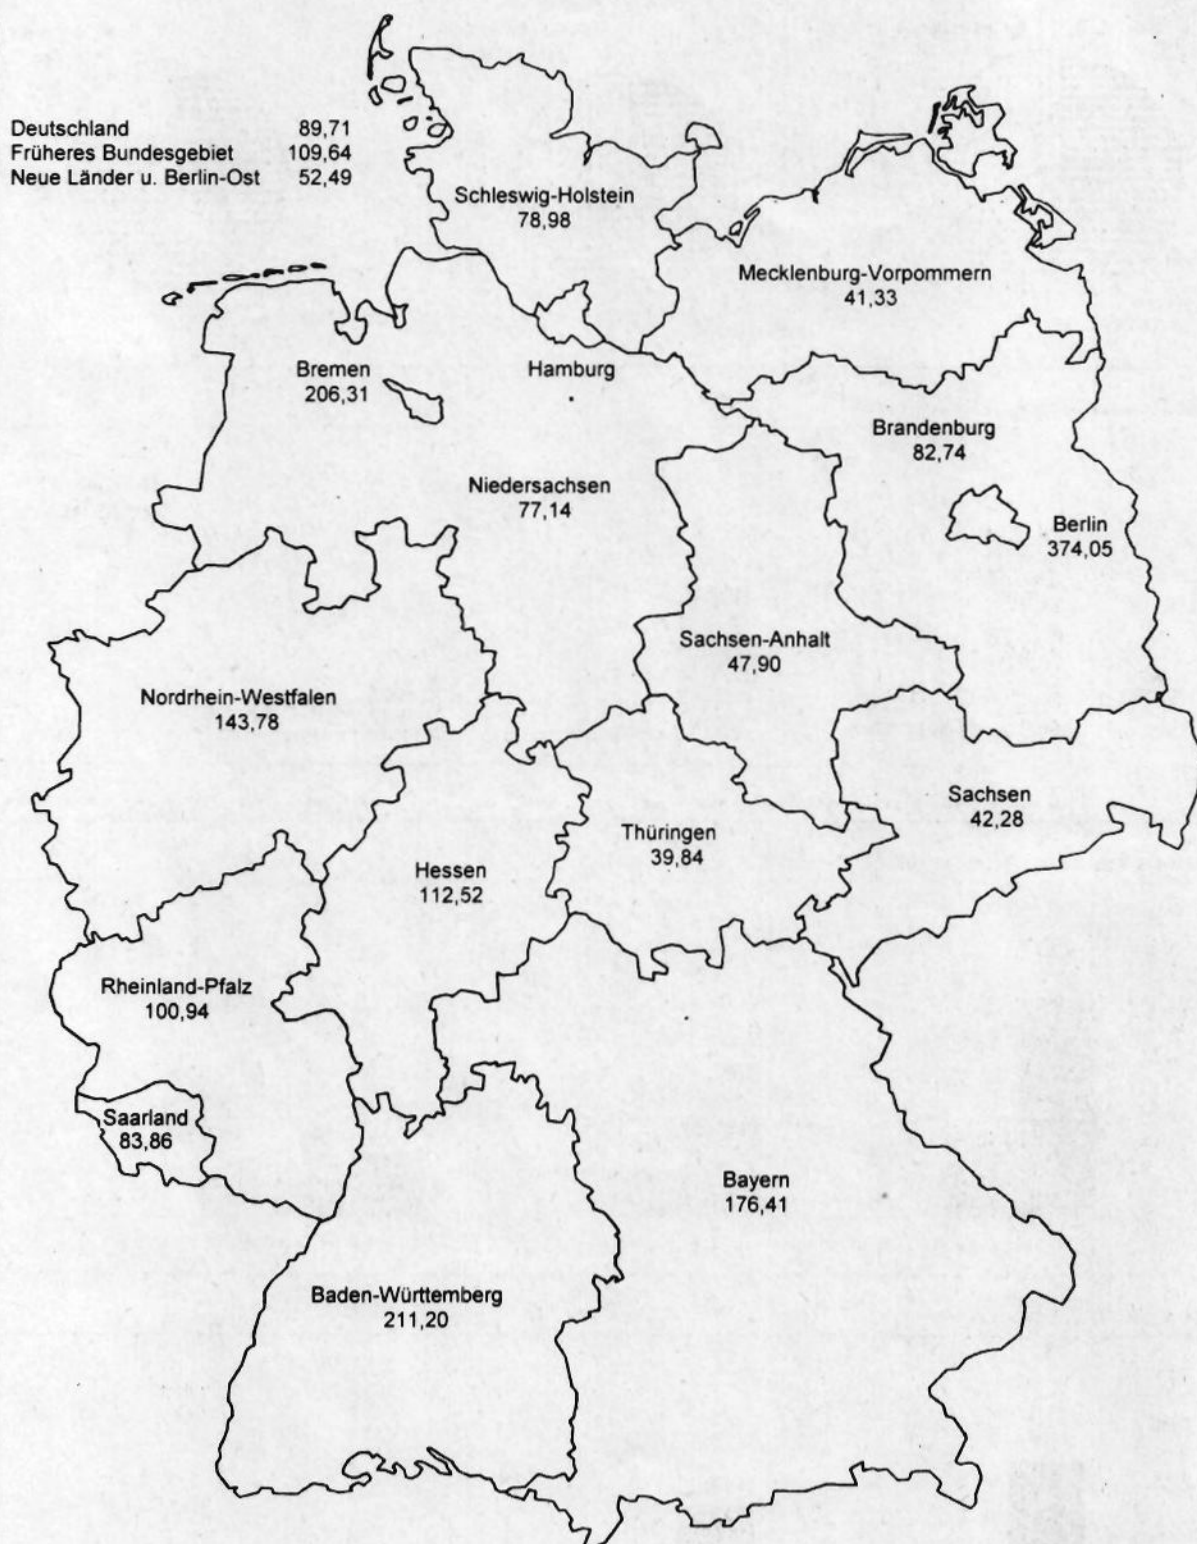 Deutschland 89,71
Früheres Bundesgebiet 109,64
Neue Länder u. Berlin-Ost 52,49
Schleswig-Holstein
78,98
Mecklenburg-Vorpommern
41,33
Bremen
206,31
Hamburg
Brandenburg
82,74
Niedersachsen
77,14
Berlin
374,05
Sachsen-Anhalt
47,90
Nordrhein-Westfalen
143,78
Sachsen
42,28
Thüringen
39,84
Hessen
112,52
Rheinland-Pfalz
100,94
Saarland
83,86
Bayern
176,41
Baden-Württemberg
211,20